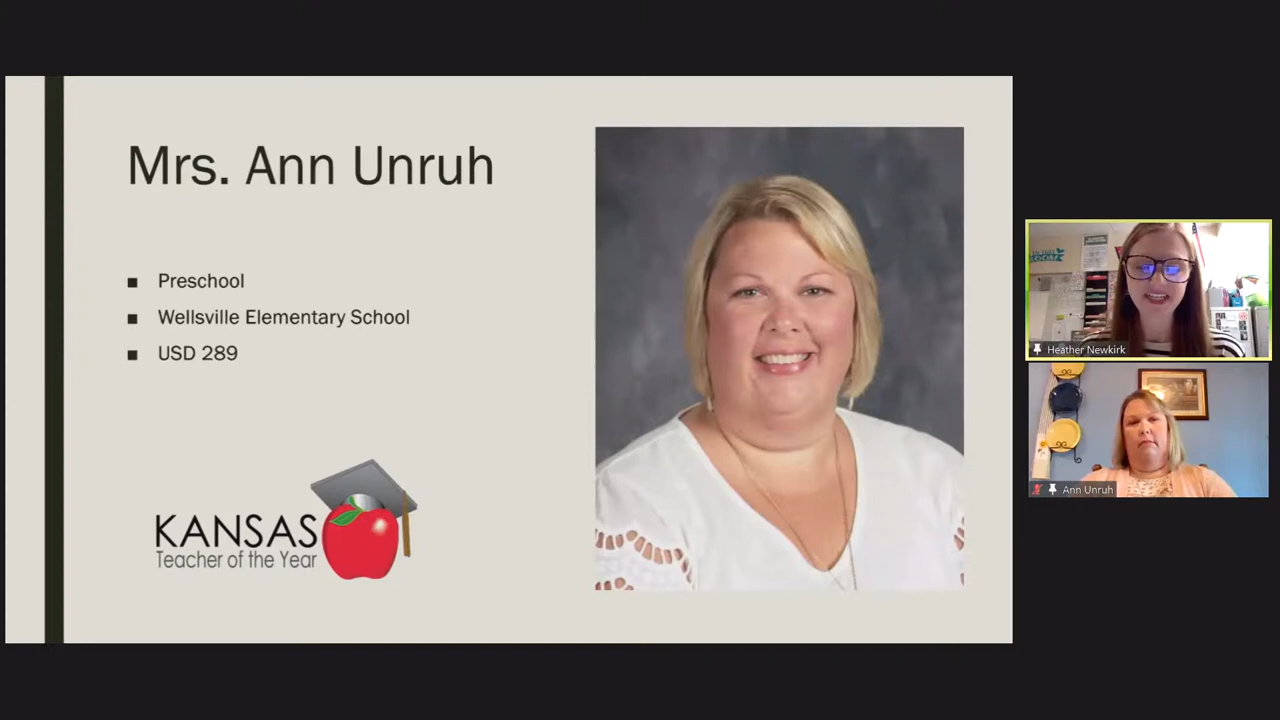 Mrs. Ann Unruh
Preschool
Wellsville Elementary School
USD 289
KANSAS
Teacher of the Year
Heather Newkirk
Ann Unruh